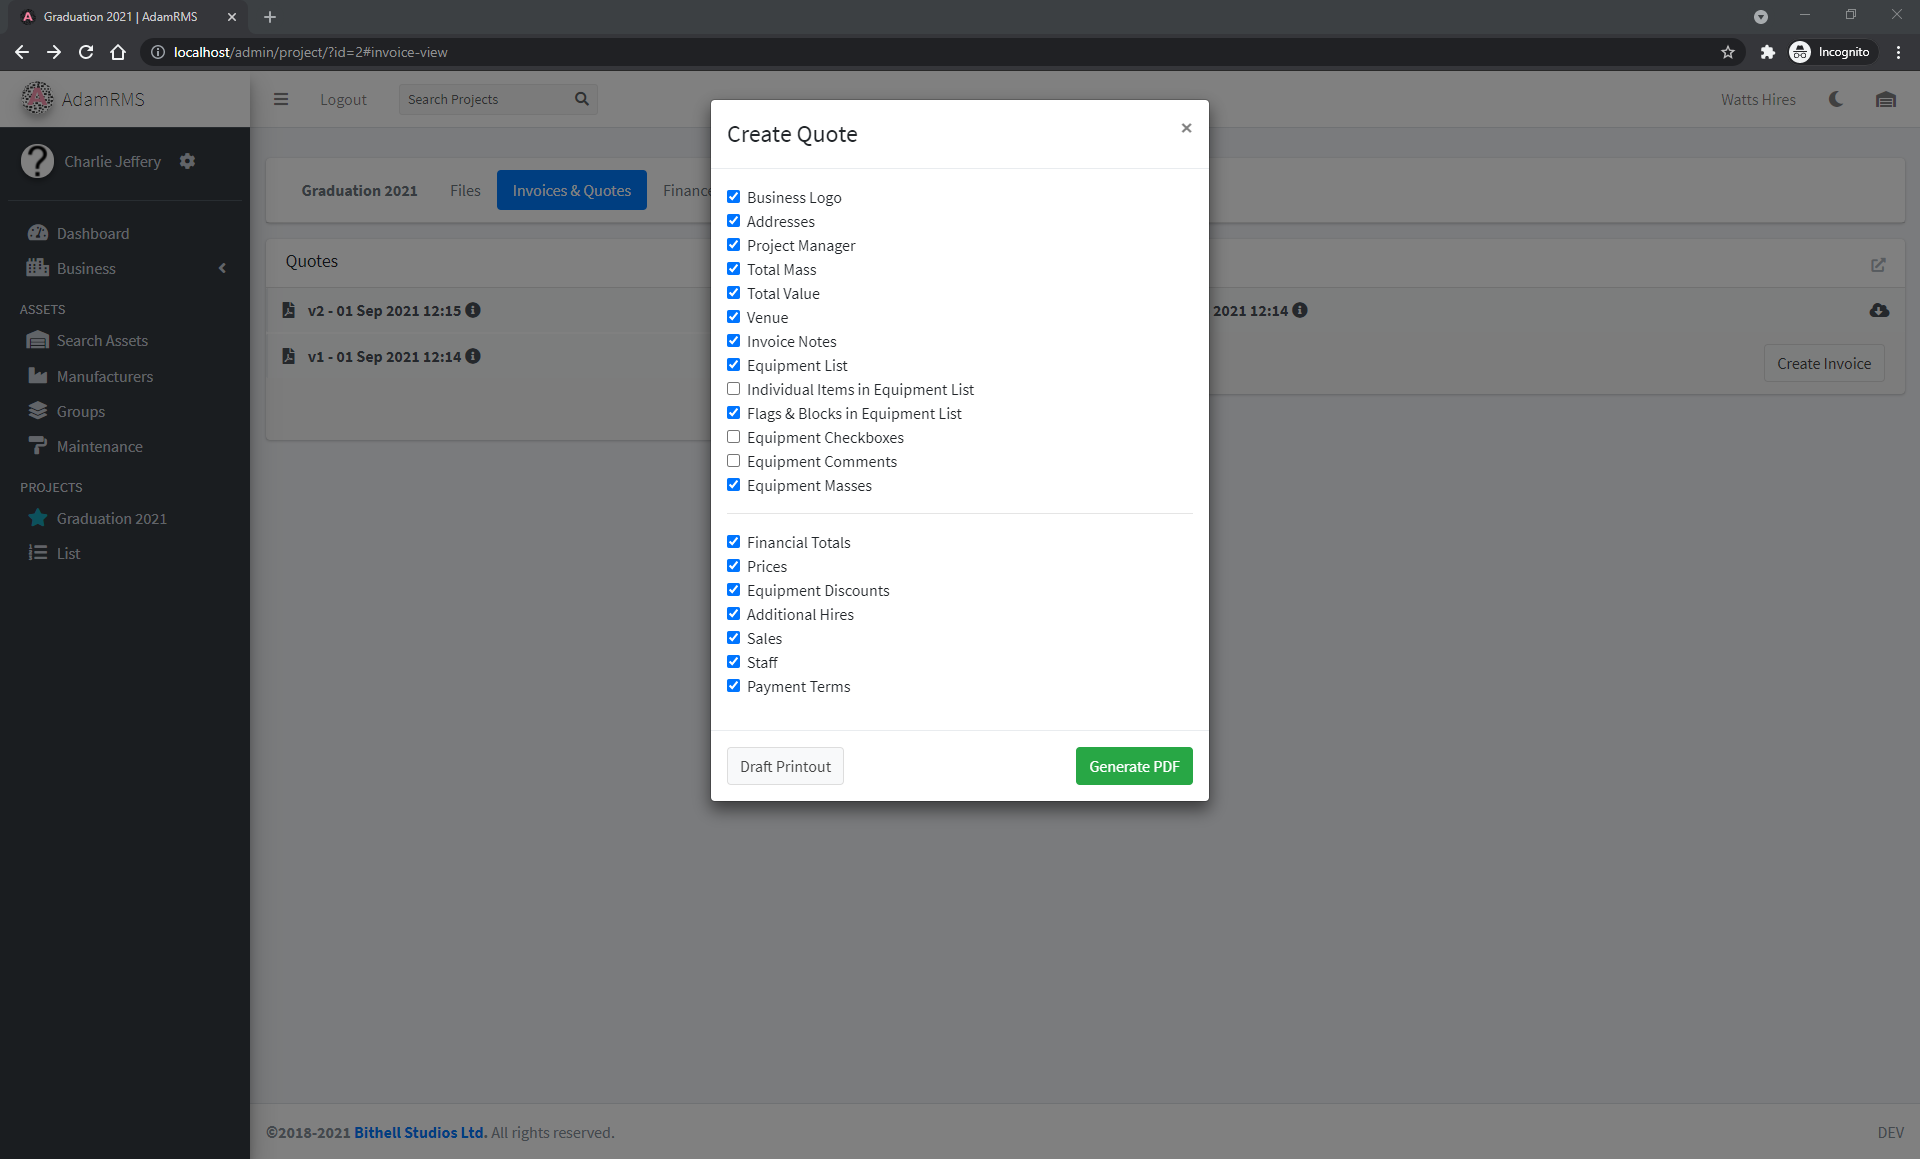 Graduation 2021 | AdamRMS
localhost/admin/project/?id=2#invoice-view
Incognito
AdamRMS
Logout
Search Projects
Watts Hires
Charlie Jeffery
Dashboard
Business
ASSETS
Search Assets
Manufacturers
Groups
Maintenance
PROJECTS
Graduation 2021
List
Graduation 2021
Files
Invoices & Quotes
Finance
Quotes
v2 - 01 Sep 2021 12:15
v1 - 01 Sep 2021 12:14
2021 12:14
Create Invoice
Create Quote
×
Business Logo
Addresses
Project Manager
Total Mass
Total Value
Venue
Invoice Notes
Equipment List
Individual Items in Equipment List
Flags & Blocks in Equipment List
Equipment Checkboxes
Equipment Comments
Equipment Masses
Financial Totals
Prices
Equipment Discounts
Additional Hires
Sales
Staff
Payment Terms
Draft Printout
Generate PDF
©2018-2021 Bithell Studios Ltd. All rights reserved.
DEV